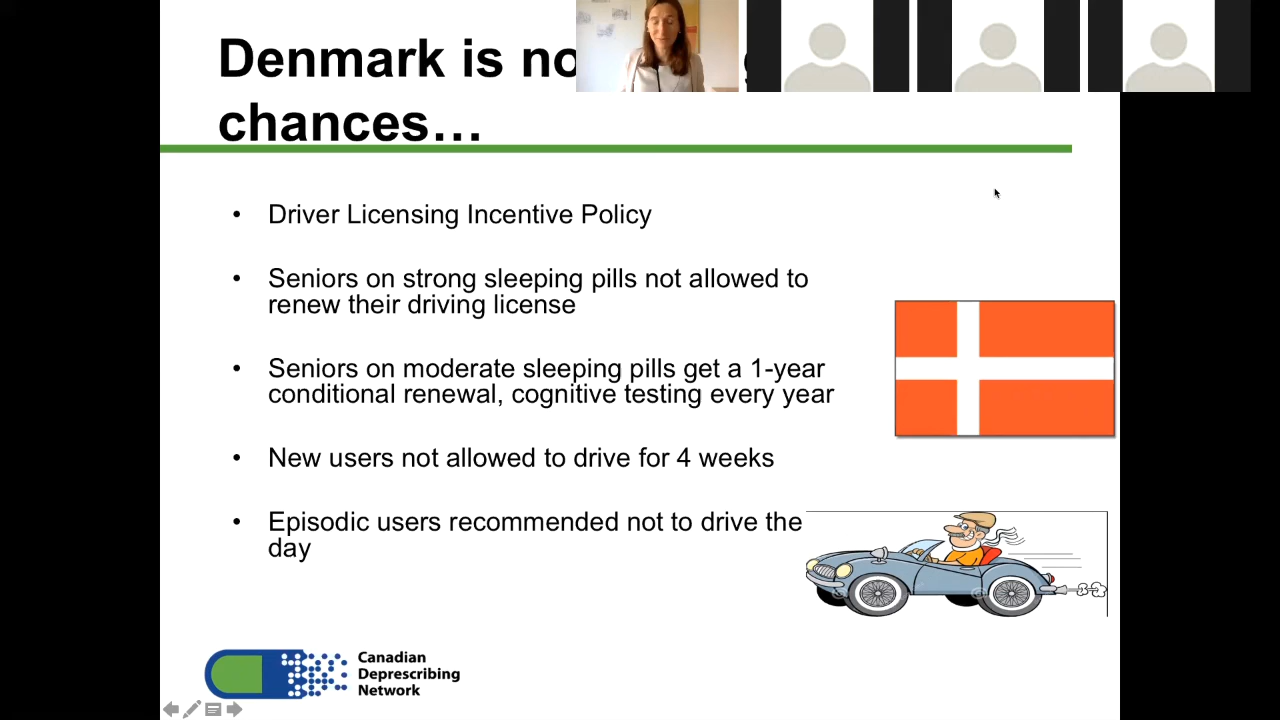 Denmark is no
chances…
• Driver Licensing Incentive Policy
• Seniors on strong sleeping pills not allowed to
renew their driving license
• Seniors on moderate sleeping pills get a 1-year
conditional renewal, cognitive testing every year
• New users not allowed to drive for 4 weeks
• Episodic users recommended not to drive the
day
Canadian
Deprescribing
Network